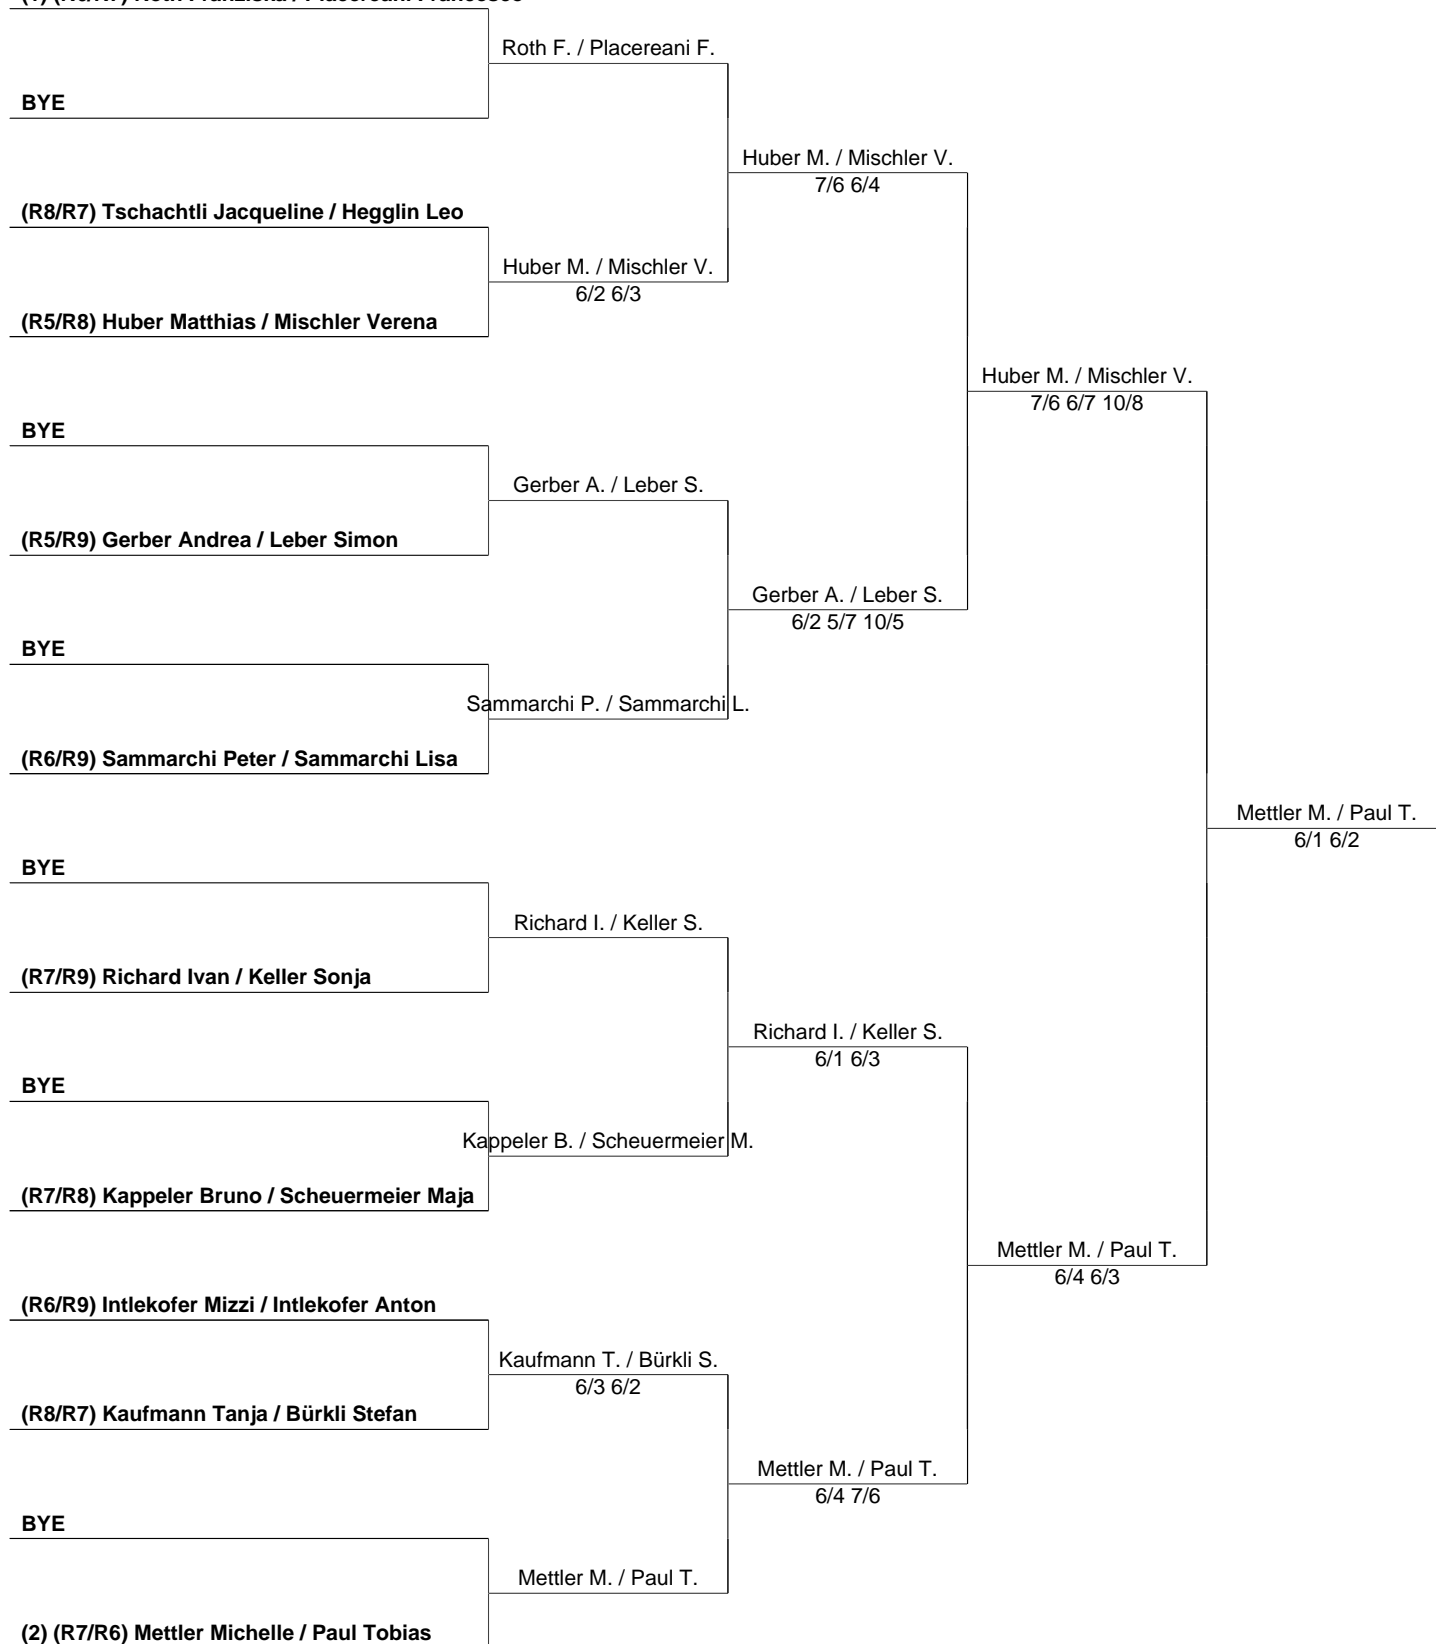 Roth F. / Placereani F.
BYE
Huber M. / Mischler V.
7/6 6/4
(R8/R7) Tschachtli Jacqueline / Hegglin Leo
Huber M. / Mischler V.
6/2 6/3
(R5/R8) Huber Matthias / Mischler Verena
Huber M. / Mischler V.
7/6 6/7 10/8
BYE
Gerber A. / Leber S.
(R5/R9) Gerber Andrea / Leber Simon
Gerber A. / Leber S.
6/2 5/7 10/5
BYE
Sammarchi P. / Sammarchi L.
(R6/R9) Sammarchi Peter / Sammarchi Lisa
Mettler M. / Paul T.
6/1 6/2
BYE
Richard I. / Keller S.
(R7/R9) Richard Ivan / Keller Sonja
Richard I. / Keller S.
6/1 6/3
BYE
Kappeler B. / Scheuermeier M.
(R7/R8) Kappeler Bruno / Scheuermeier Maja
Mettler M. / Paul T.
6/4 6/3
(R6/R9) Intlekofer Mizzi / Intlekofer Anton
Kaufmann T. / Bürkli S.
6/3 6/2
(R8/R7) Kaufmann Tanja / Bürkli Stefan
Mettler M. / Paul T.
6/4 7/6
BYE
Mettler M. / Paul T.
(2) (R7/R6) Mettler Michelle / Paul Tobias